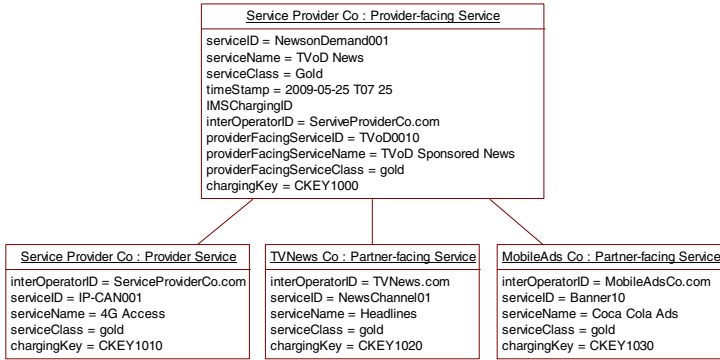 Service Provider Co : Provider-facing Service
serviceID = NewsonDemand001
serviceName = TVoD News
serviceClass = Gold
timeStamp = 2009-05-25 T07 25
IMSChargingID
interOperatorID = ServiveProviderCo.com
providerFacingServiceID = TVoD0010
providerFacingServiceName = TVoD Sponsored News
providerFacingServiceClass = gold
chargingKey = CKEY1000
Service Provider Co : Provider Service
interOperatorID = ServiceProviderCo.com
serviceID = IP-CAN001
serviceName = 4G Access
serviceClass = gold
chargingKey = CKEY1010
TVNews Co : Partner-facing Service
interOperatorID = TVNews.com
serviceID = NewsChannel01
serviceName = Headlines
serviceClass = gold
chargingKey = CKEY1020
MobileAds Co : Partner-facing Service
interOperatorID = MobileAdsCo.com
serviceID = Banner10
serviceName = Coca Cola Ads
serviceClass = gold
chargingKey = CKEY1030